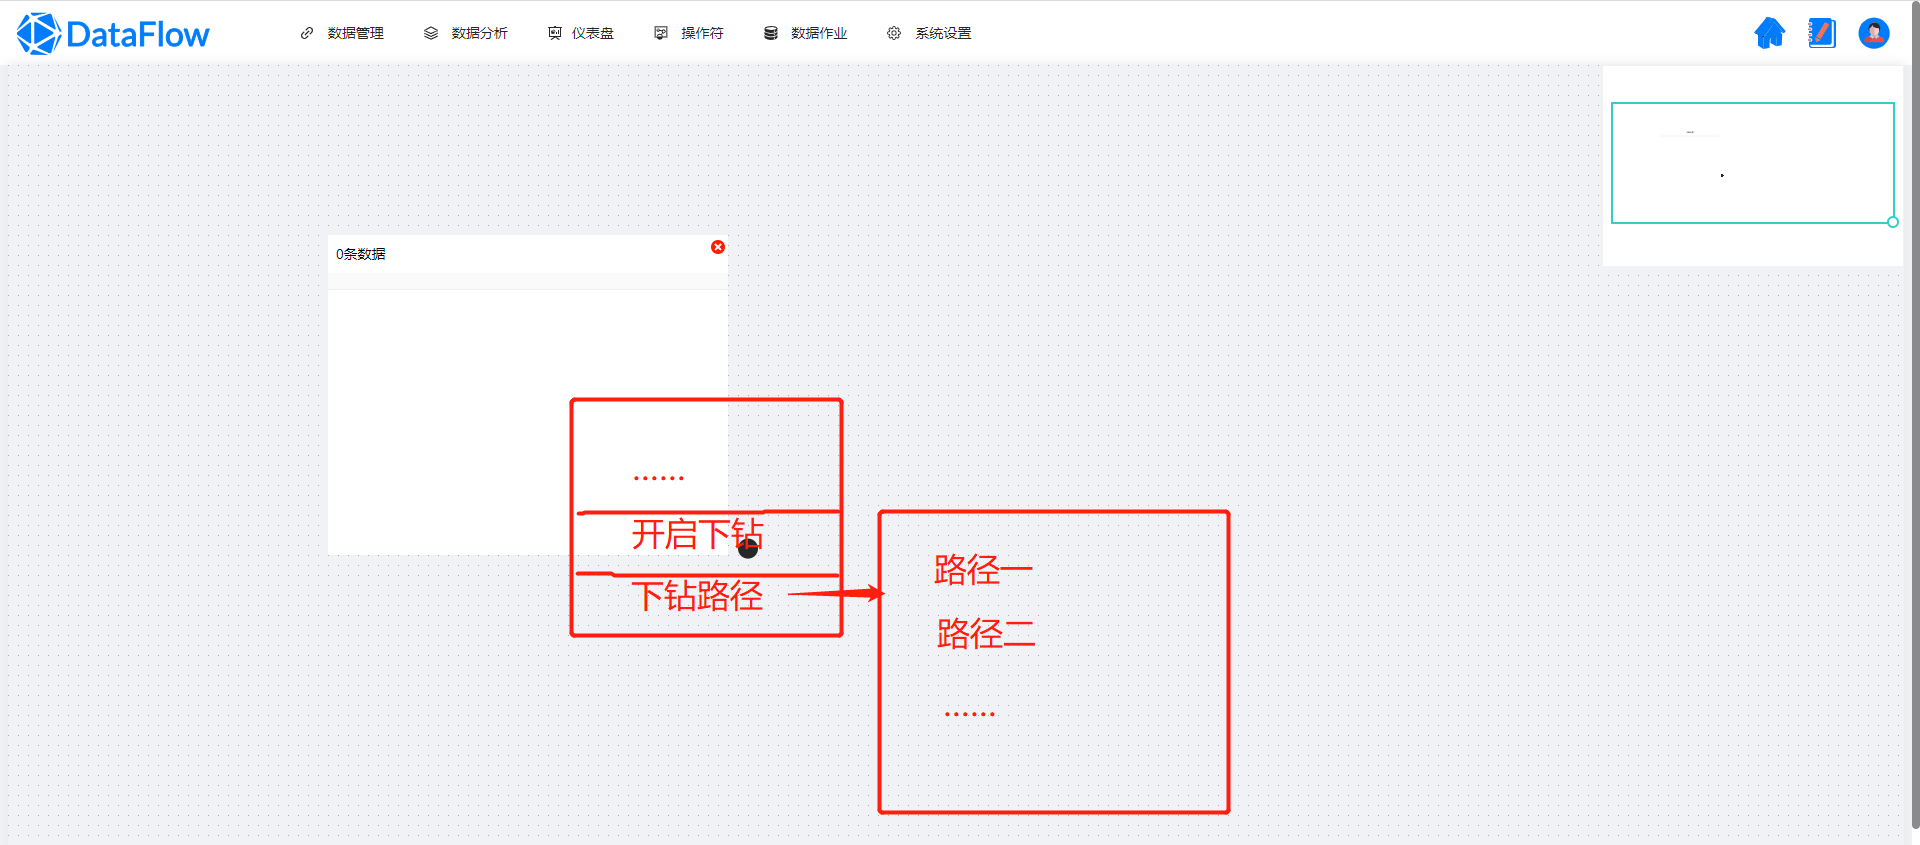 DataFlow 数据管理 数据分析 仪表盘 操作符 数据作业 系统设置
0条数据
······
开启下钻
下钻路径
路径一
路径二
······